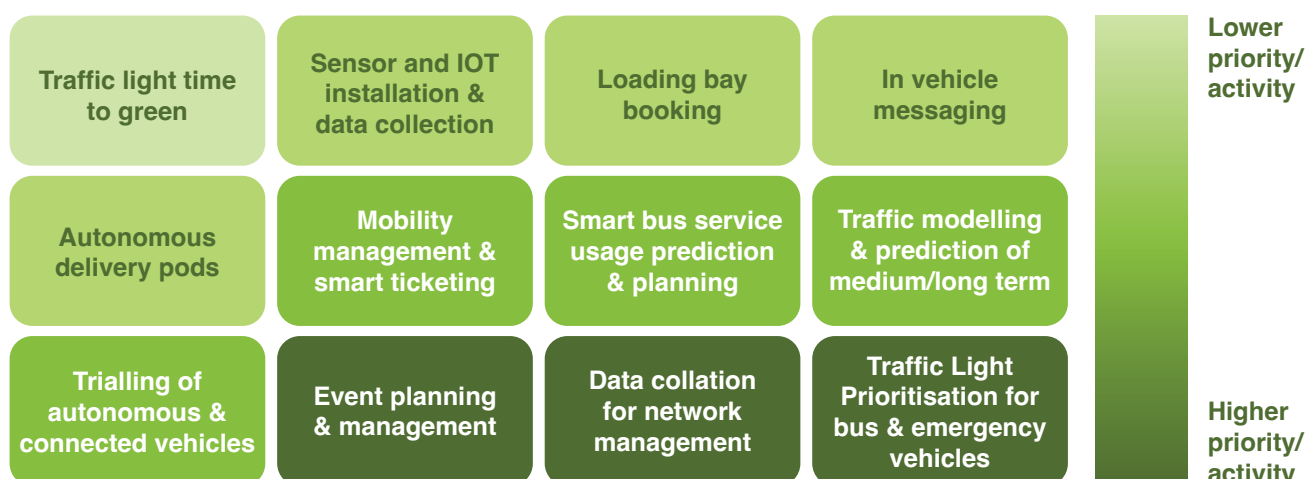 Traffic light time
to green
Sensor and IOT
installation &
data collection
Loading bay
booking
In vehicle
messaging
Lower
priority/
activity
Autonomous
delivery pods
Mobility
management &
smart ticketing
Smart bus service
usage prediction
& planning
Traffic modelling
& prediction of
medium/long term
Trialling of
autonomous &
connected vehicles
Event planning
& management
Data collation
for network
management
Traffic Light
Prioritisation for
bus & emergency
vehicles
Higher
priority/
activity